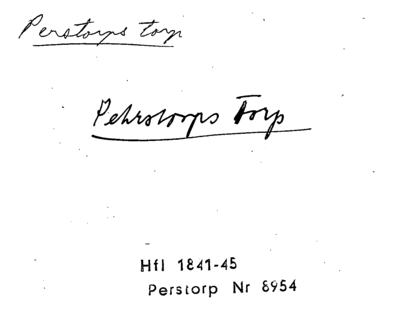 Perstorps torp
Pehrstorps Torp
Hfl 1841-45
Perstorp Nr 8954